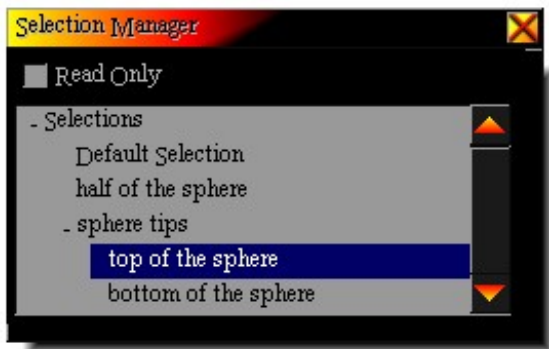 Selection Manager
Read Only
- Selections
Default Selection
half of the sphere
- sphere tips
top of the sphere
bottom of the sphere